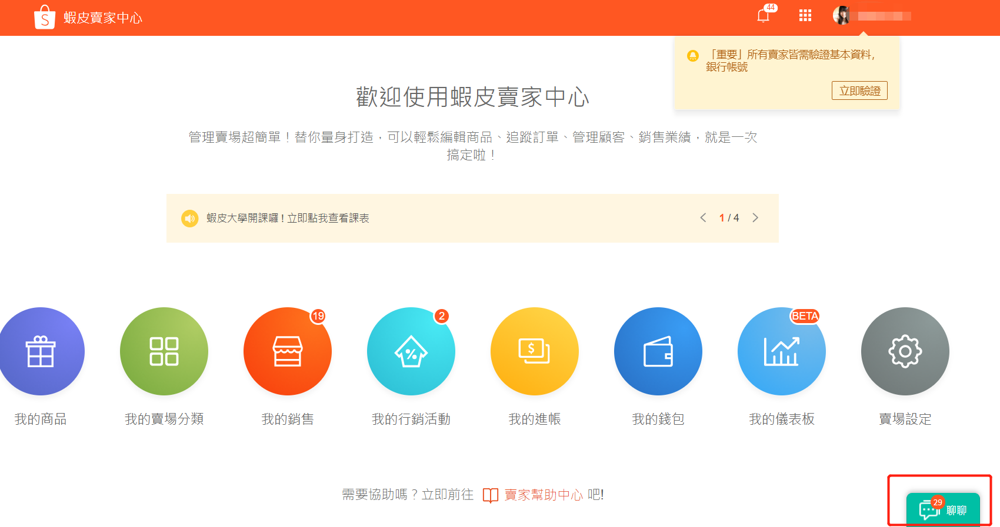 蝦皮賣家中心
44
「重要」所有賣家皆需驗證基本資料,
銀行帳號
立即驗證
歡迎使用蝦皮賣家中心
管理賣場超簡單！替你量身打造，可以輕鬆編輯商品、追蹤訂單、管理顧客、銷售業績，就是一次
搞定啦！
蝦皮大學開課囉！立即點我查看課表
1 / 4
19
2
BETA
我的商品
我的賣場分類
我的銷售
我的行銷活動
我的進帳
我的錢包
我的儀表板
賣場設定
需要協助嗎？立即前往 賣家幫助中心 吧!
29
聊聊